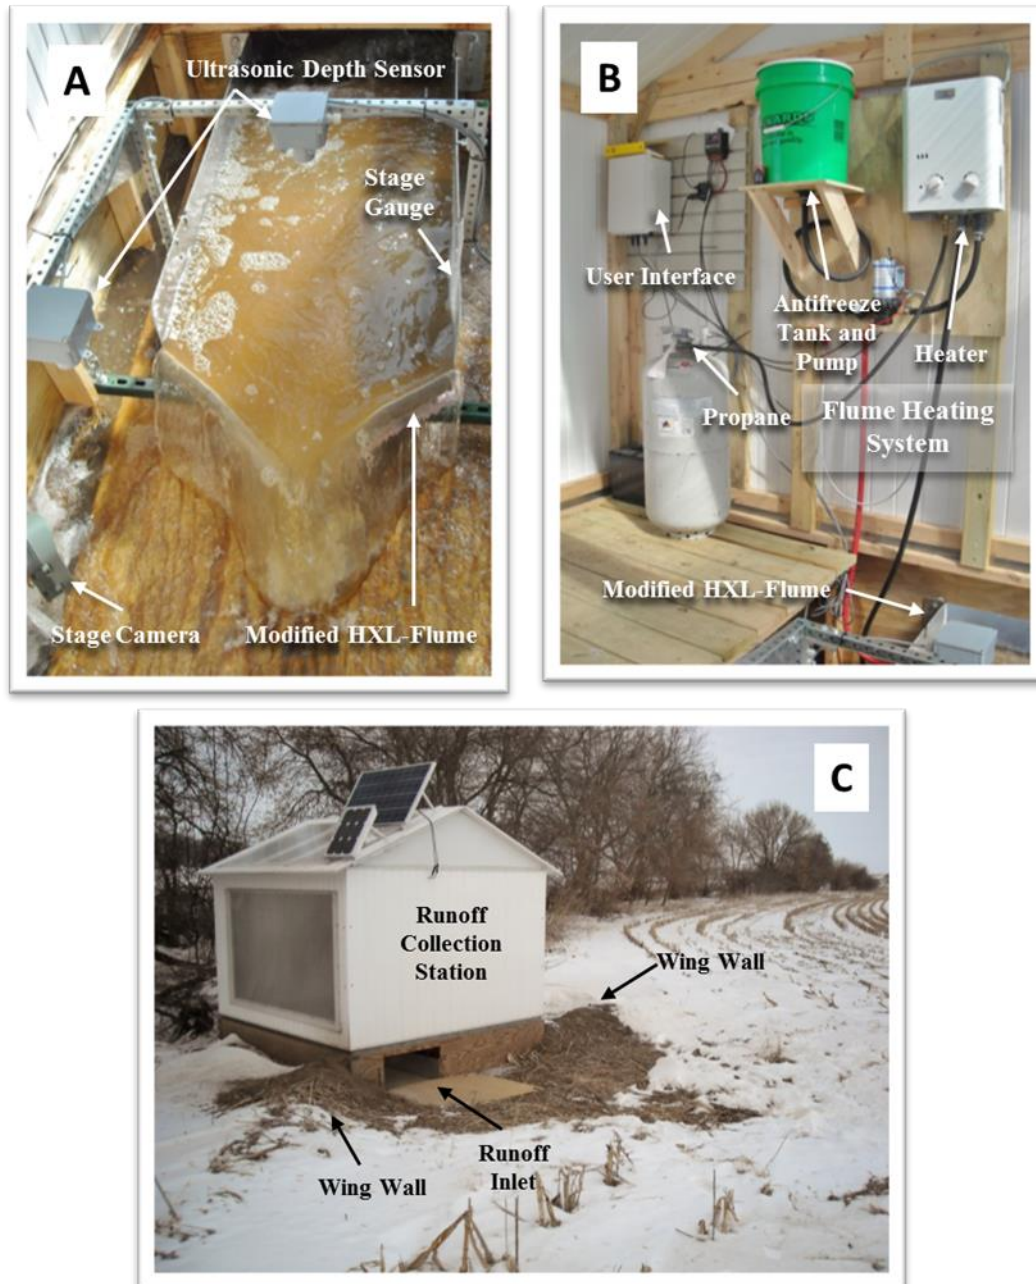 A
Ultrasonic Depth Sensor
Stage
Gauge
Stage Camera
Modified HXL-Flume
B
User Interface
Antifreeze
Tank and
Pump
Heater
Propane
Flume Heating
System
Modified HXL-Flume
C
Runoff
Collection
Station
Wing Wall
Runoff
Inlet
Wing Wall